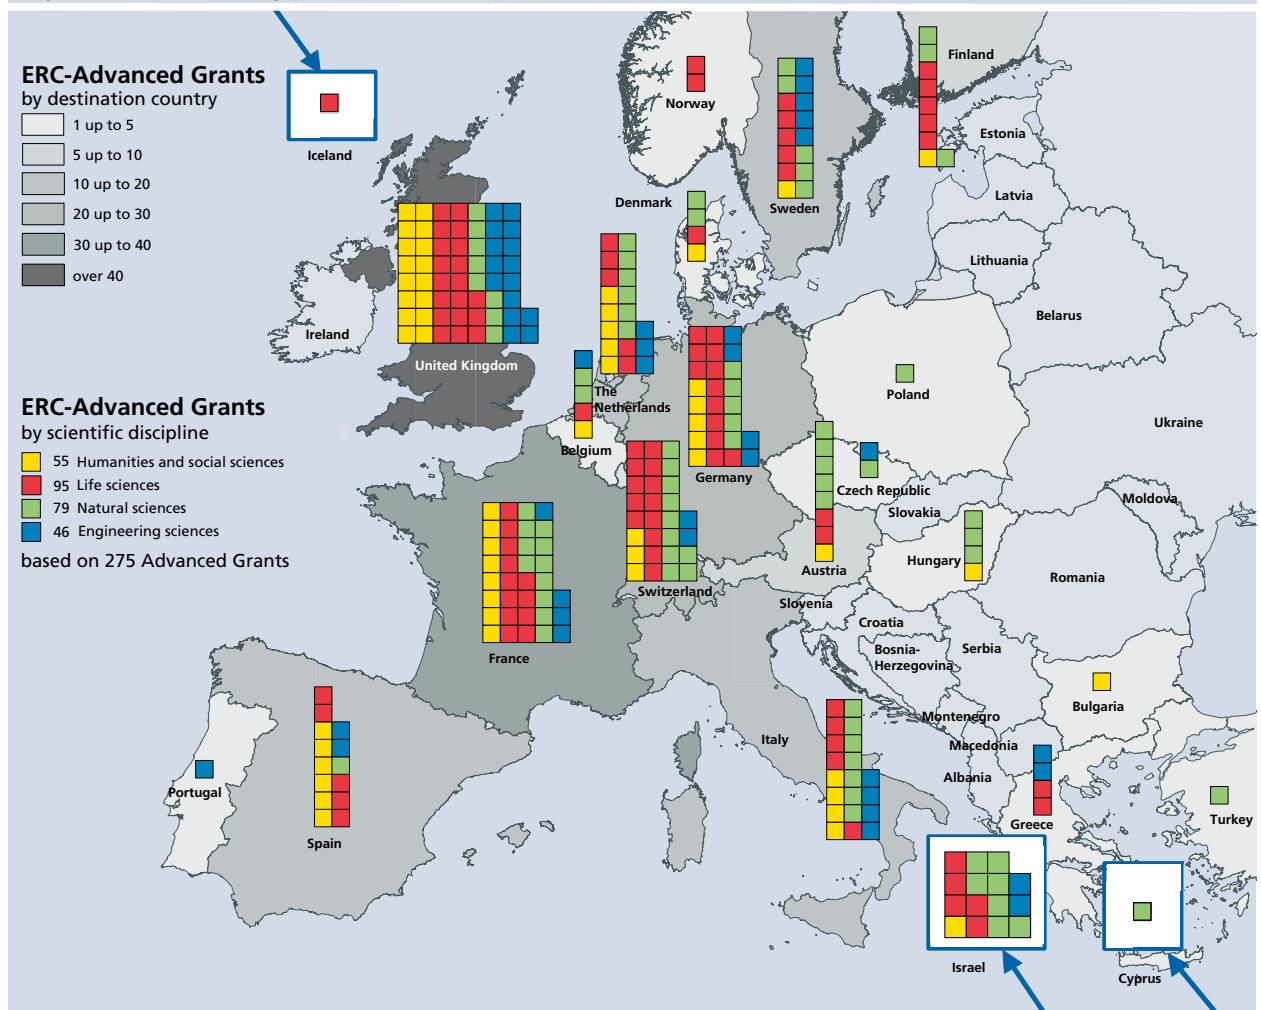 ERC-Advanced Grants
by destination country
1 up to 5
5 up to 10
10 up to 20
20 up to 30
30 up to 40
over 40
Iceland
Norway
Finland
Sweden
Denmark
Estonia
Latvia
Lithuania
Belarus
Ireland
United Kingdom
The
Netherlands
Belgium
Germany
Poland
Ukraine
Czech Republic
Slovakia
Moldova
ERC-Advanced Grants
by scientific discipline
55 Humanities and social sciences
95 Life sciences
79 Natural sciences
46 Engineering sciences
based on 275 Advanced Grants
Austria
Hungary
Romania
Switzerland
Slovenia
Croatia
Bosnia-
Herzegovina
Serbia
France
Montenegro
Bulgaria
Italy
Macedonia
Albania
Portugal
Spain
Greece
Turkey
Israel
Cyprus